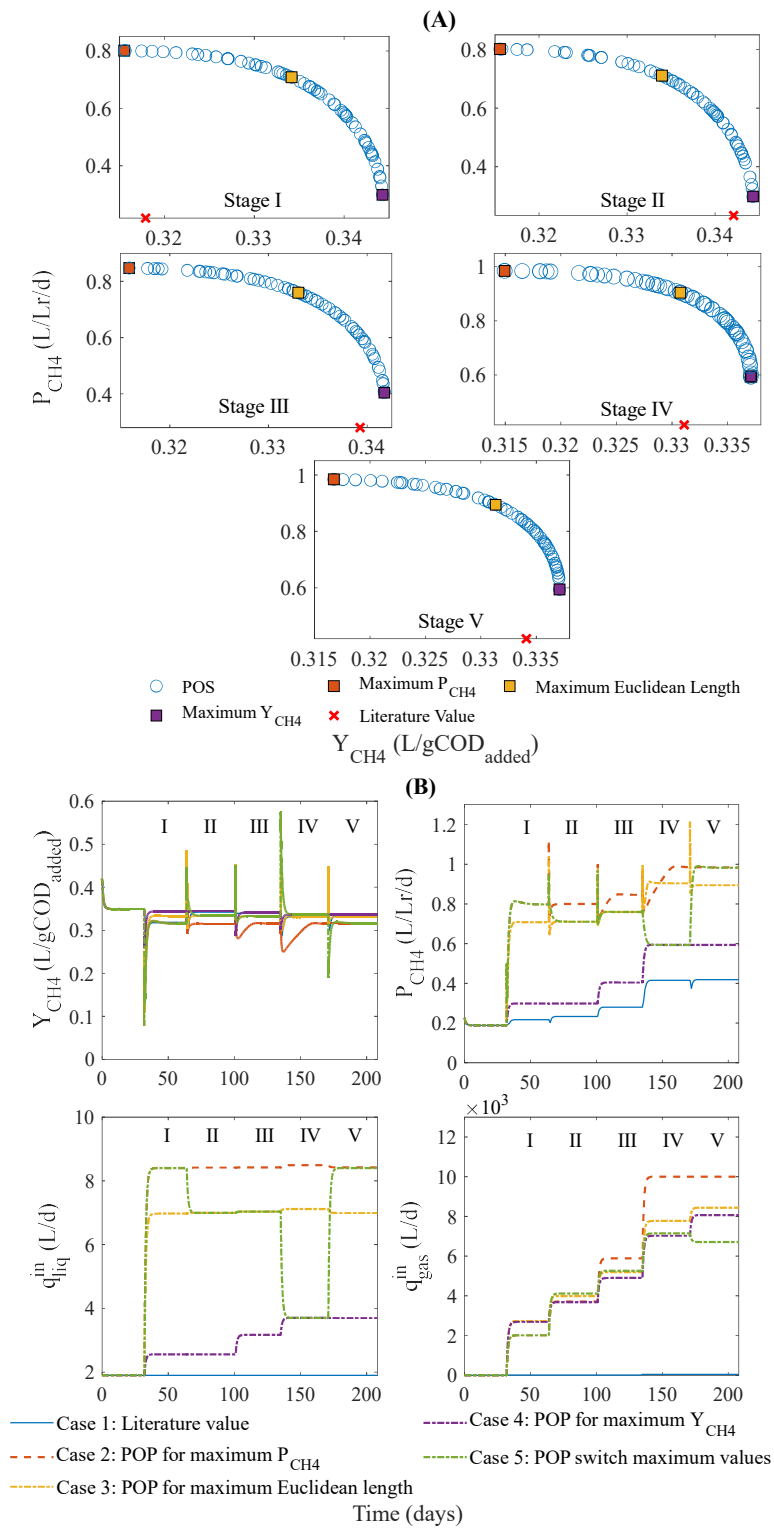 (A)
0.8
0.6
0.4
Stage I
0.32
0.33
0.34
0.8
0.6
0.4
Stage II
0.32
0.33
0.34
0.8
0.6
0.4
Stage III
0.32
0.33
0.34
1
0.8
0.6
Stage IV
0.315
0.32
0.325
0.33
0.335
P_CH4 (L/Lr/d)
1
0.8
0.6
Stage V
0.315
0.32
0.325
0.33
0.335
POS
Maximum P_CH4
Maximum Euclidean Length
Maximum Y_CH4
Literature Value
Y_CH4 (L/gCOD_added)
(B)
0.6
0.5
0.4
0.3
0.2
0.1
0
I II III IV V
Y_CH4 (L/gCOD_added)
0 50 100 150 200
1.2
1
0.8
0.6
0.4
0.2
0
I II III IV V
P_CH4 (L/Lr/d)
0 50 100 150 200
10
8
6
4
2
I II III IV V
q^in_liq (L/d)
0 50 100 150 200
×10³
12
10
8
6
4
2
0
I II III IV V
q^in_gas (L/d)
0 50 100 150 200
Case 1: Literature value
Case 2: POP for maximum P_CH4
Case 3: POP for maximum Euclidean length
Case 4: POP for maximum Y_CH4
Case 5: POP switch maximum values
Time (days)